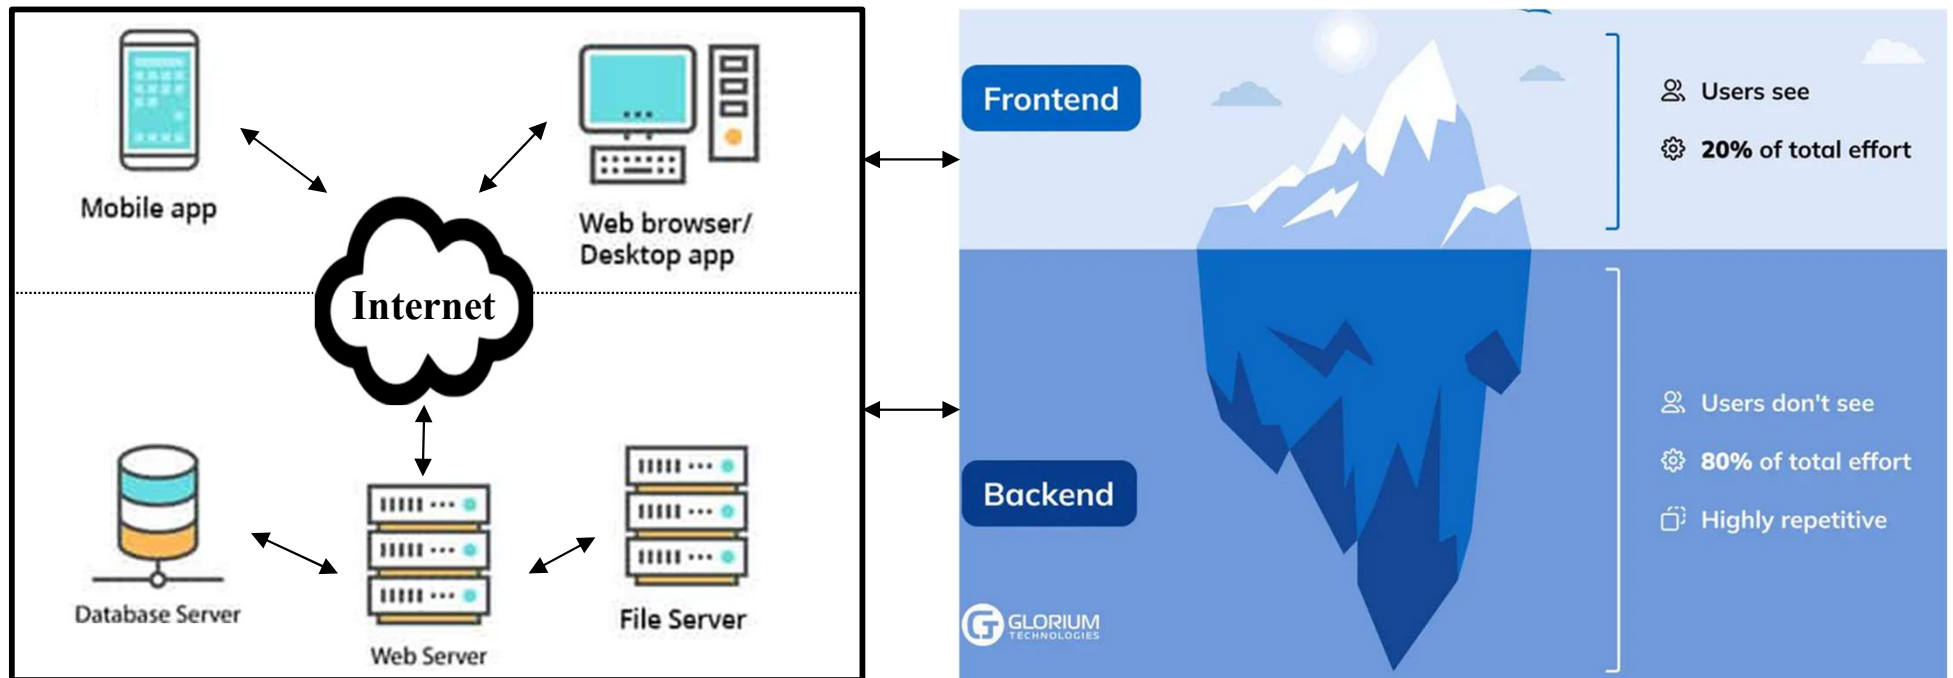 Mobile app
Web browser/
Desktop app
Internet
Database Server
Web Server
File Server
Frontend
Users see
20% of total effort
Backend
Users don't see
80% of total effort
Highly repetitive
GLORIUM
TECHNOLOGIES